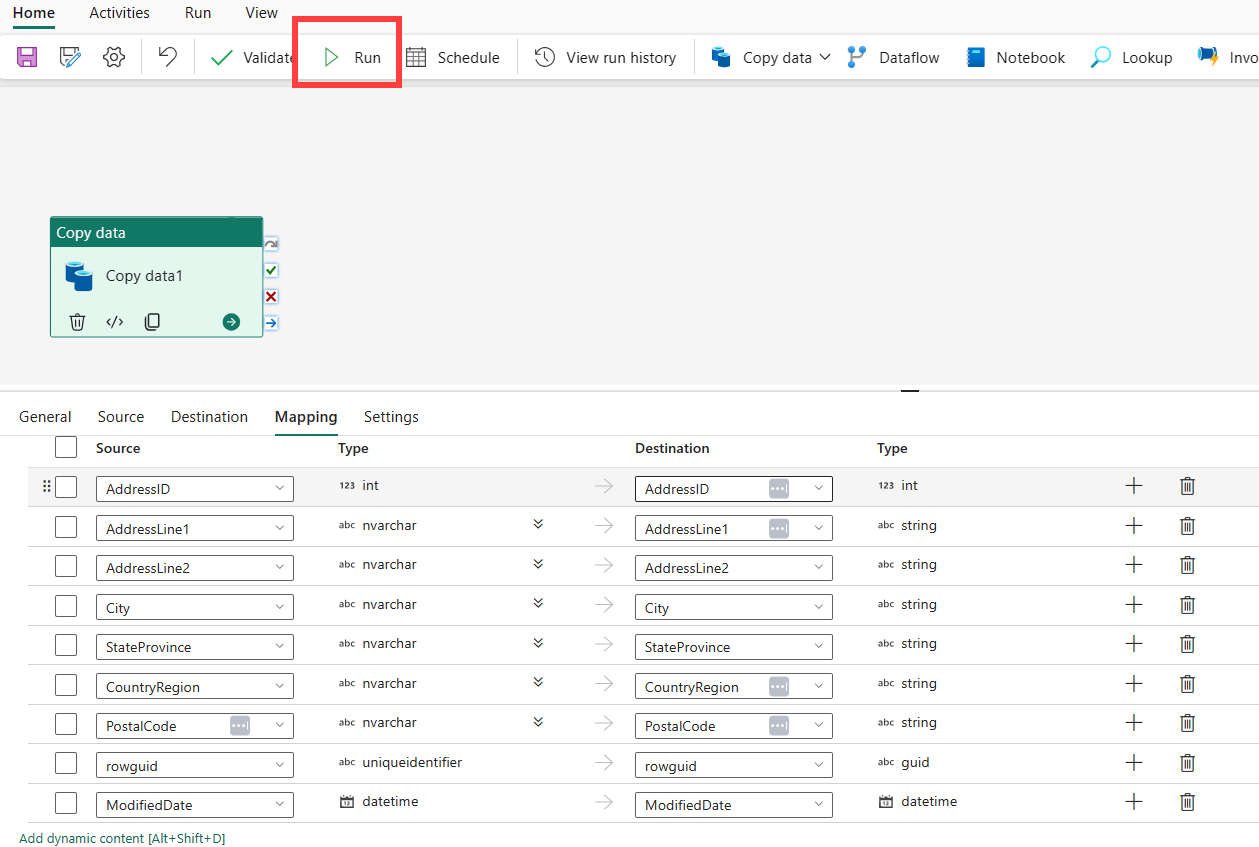 Home Activities Run View
Validate Run Schedule View run history Copy data Dataflow Notebook Lookup Invo
Copy data
Copy data1
General Source Destination Mapping Settings
Source Type Destination Type
AddressID 123 int AddressID 123 int
AddressLine1 abc nvarchar AddressLine1 abc string
AddressLine2 abc nvarchar AddressLine2 abc string
City abc nvarchar City abc string
StateProvince abc nvarchar StateProvince abc string
CountryRegion abc nvarchar CountryRegion abc string
PostalCode abc nvarchar PostalCode abc string
rowguid abc uniqueidentifier rowguid abc guid
ModifiedDate 12 datetime ModifiedDate 12 datetime
Add dynamic content [Alt+Shift+D]